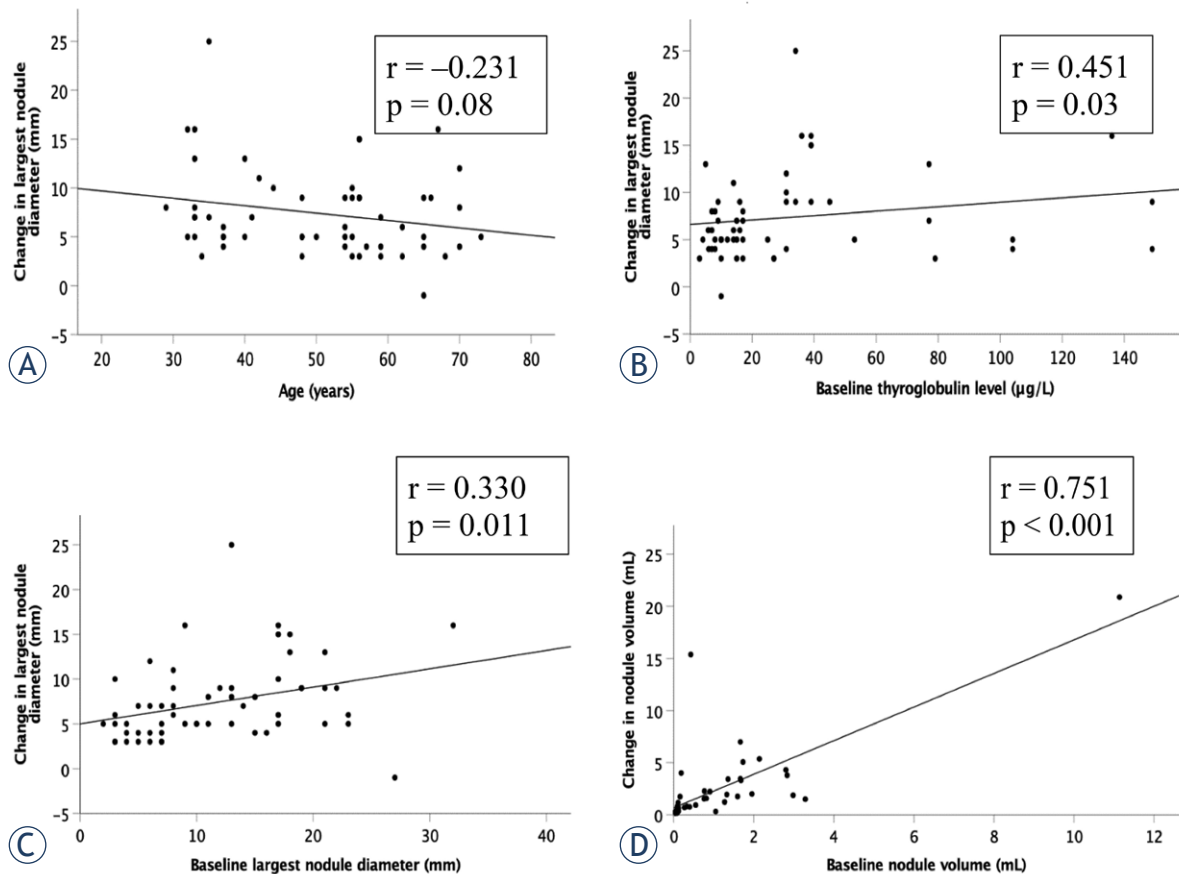 r = –0.231
p = 0.08
Change in largest nodule
diameter (mm)
25
20
15
10
5
0
–5
20 30 40 50 60 70 80
Age (years)
A
r = 0.451
p = 0.03
Change in largest nodule
diameter (mm)
25
20
15
10
5
0
–5
0 20 40 60 80 100 120 140
Baseline thyroglobulin level (µg/L)
B
r = 0.330
p = 0.011
Change in largest nodule
diameter (mm)
25
20
15
10
5
0
–5
0 10 20 30 40
Baseline largest nodule diameter (mm)
C
r = 0.751
p < 0.001
Change in nodule volume (mL)
25
20
15
10
5
0
0 2 4 6 8 10 12
Baseline nodule volume (mL)
D